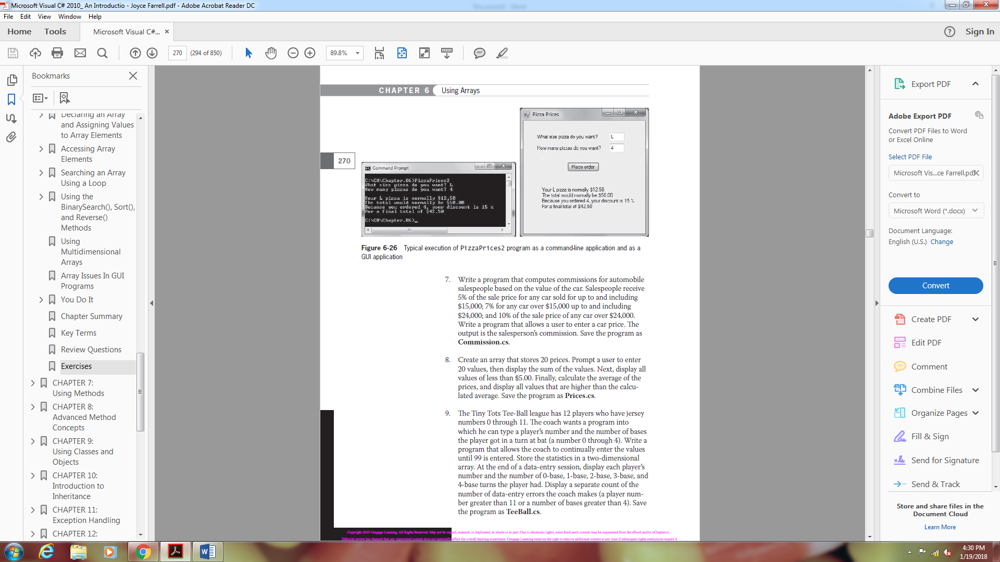 Microsoft Visual C# 2010_ An Introductio - Joyce Farrell.pdf - Adobe Acrobat Reader DC
File Edit View Window Help
Home Tools Microsoft Visual C#... × Sign In
270 (294 of 850) 89.8%
Bookmarks
Declaring an Array
and Assigning Values
to Array Elements
Accessing Array
Elements
Searching an Array
Using a Loop
Using the
BinarySearch(), Sort(),
and Reverse()
Methods
Using
Multidimensional
Arrays
Array Issues In GUI
Programs
You Do It
Chapter Summary
Key Terms
Review Questions
Exercises
CHAPTER 7:
Using Methods
CHAPTER 8:
Advanced Method
Concepts
CHAPTER 9:
Using Classes and
Objects
CHAPTER 10:
Introduction to
Inheritance
CHAPTER 11:
Exception Handling
CHAPTER 12:
CHAPTER 6 Using Arrays
270
Command Prompt
C:\C#\Chapter.06>PizzaPrices2
What size pizza do you want? L
How many pizzas do you want? 4
Your L pizza is normally $12.50
The total would normally be $50.00
Because you ordered 4, your discount is 15 %
For a final total of $42.50
C:\C#\Chapter.06>_
Pizza Prices
What size pizza do you want? L
How many pizzas do you want? 4
Place order
Your L pizza is normally $12.50
The total would normally be $50.00
Because you ordered 4, your discount is 15 %
For a final total of $42.50
Figure 6-26 Typical execution of PizzaPrices2 program as a command-line application and as a
GUI application
7. Write a program that computes commissions for automobile
salespeople based on the value of the car. Salespeople receive
5% of the sale price for any car sold for up to and including
$15,000; 7% for any car over $15,000 up to and including
$24,000; and 10% of the sale price of any car over $24,000.
Write a program that allows a user to enter a car price. The
output is the salesperson's commission. Save the program as
Commission.cs.
8. Create an array that stores 20 prices. Prompt a user to enter
20 values, then display the sum of the values. Next, display all
values of less than $5.00. Finally, calculate the average of the
prices, and display all values that are higher than the calcu-
lated average. Save the program as Prices.cs.
9. The Tiny Tots Tee-Ball league has 12 players who have jersey
numbers 0 through 11. The coach wants a program into
which he can type a player's number and the number of bases
the player got in a turn at bat (a number 0 through 4). Write a
program that allows the coach to continually enter the values
until 99 is entered. Store the statistics in a two-dimensional
array. At the end of a data-entry session, display each player's
number and the number of 0-base, 1-base, 2-base, 3-base, and
4-base turns the player had. Display a separate count of the
number of data-entry errors the coach makes (a player num-
ber greater than 11 or a number of bases greater than 4). Save
the program as TeeBall.cs.
Copyright 2010 Cengage Learning. All Rights Reserved. May not be copied, scanned, or duplicated, in whole or in part. Due to electronic rights, some third party content may be suppressed from the eBook and/or eChapter(s).
Editorial review has deemed that any suppressed content does not materially affect the overall learning experience. Cengage Learning reserves the right to remove additional content at any time if subsequent rights restrictions require it.
Export PDF
Adobe Export PDF
Convert PDF Files to Word
or Excel Online
Select PDF File
Microsoft Vis...ce Farrell.pdf
Convert to
Microsoft Word (*.docx)
Document Language:
English (U.S.) Change
Convert
Create PDF
Edit PDF
Comment
Combine Files
Organize Pages
Fill & Sign
Send for Signature
Send & Track
Store and share files in the
Document Cloud
Learn More
4:30 PM
1/19/2018